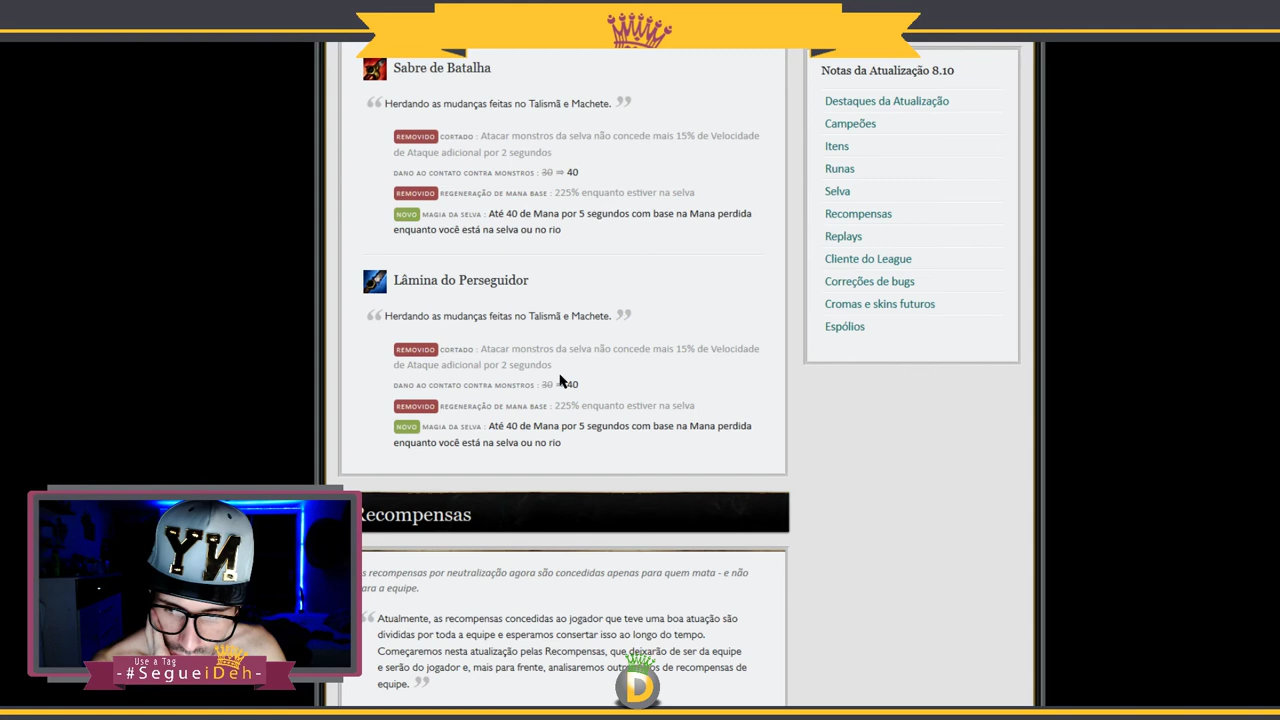 Sabre de Batalha
“ Herdando as mudanças feitas no Talismã e Machete. ”
REMOVIDO CORTADO : Atacar monstros da selva não concede mais 15% de Velocidade
de Ataque adicional por 2 segundos
DANO AO CONTATO CONTRA MONSTROS : 30 ⇒ 40
REMOVIDO REGENERAÇÃO DE MANA BASE : 225% enquanto estiver na selva
NOVO MAGIA DA SELVA : Até 40 de Mana por 5 segundos com base na Mana perdida
enquanto você está na selva ou no rio
Lâmina do Perseguidor
“ Herdando as mudanças feitas no Talismã e Machete. ”
REMOVIDO CORTADO : Atacar monstros da selva não concede mais 15% de Velocidade
de Ataque adicional por 2 segundos
DANO AO CONTATO CONTRA MONSTROS : 30 ⇒ 40
REMOVIDO REGENERAÇÃO DE MANA BASE : 225% enquanto estiver na selva
NOVO MAGIA DA SELVA : Até 40 de Mana por 5 segundos com base na Mana perdida
enquanto você está na selva ou no rio
Recompensas
s recompensas por neutralização agora são concedidas apenas para quem mata - e não
ara a equipe.
“ Atualmente, as recompensas concedidas ao jogador que teve uma boa atuação são
divididas por toda a equipe e esperamos consertar isso ao longo do tempo.
Começaremos nesta atualização pelas Recompensas, que deixarão de ser da equipe
e serão do jogador e, mais para frente, analisaremos os de recompensas de
equipe. ”
Notas da Atualização 8.10
Destaques da Atualização
Campeões
Itens
Runas
Selva
Recompensas
Replays
Cliente do League
Correções de bugs
Cromas e skins futuros
Espólios
YN
Use a Tag
-#SegueiDeh-
D